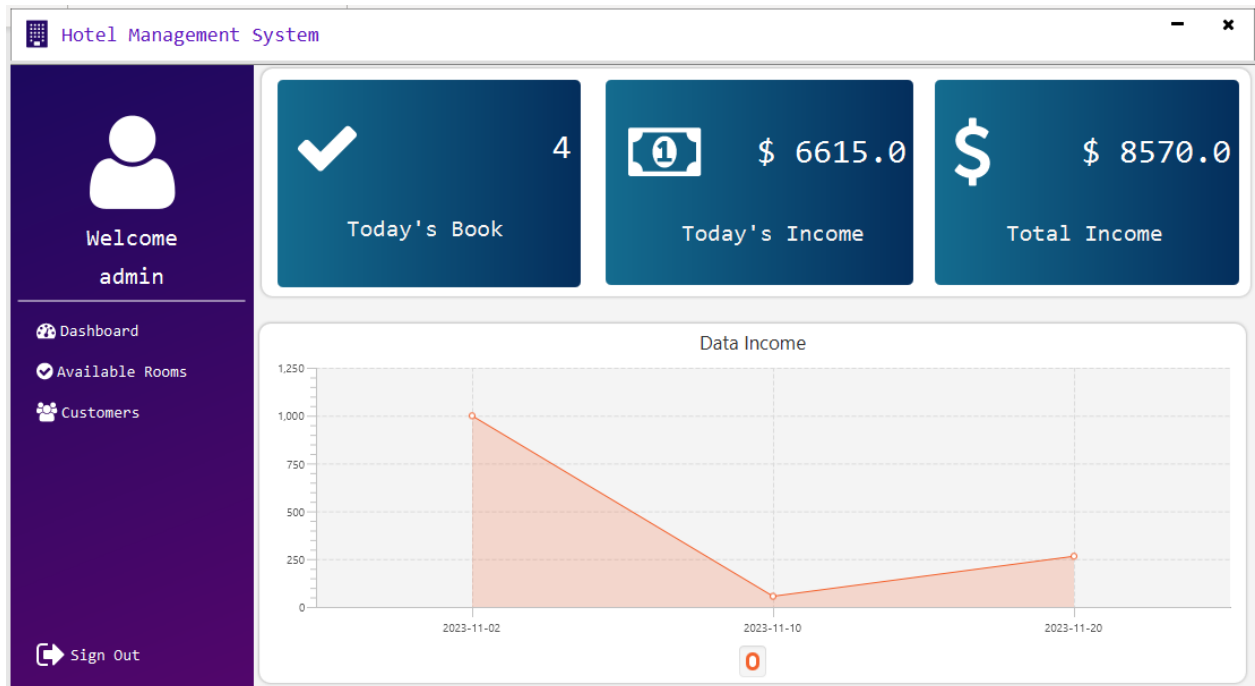 Hotel Management System
Welcome
admin
Dashboard
Available Rooms
Customers
Sign Out
4
Today's Book
1
$ 6615.0
Today's Income
$
$ 8570.0
Total Income
Data Income
1,250
1,000
750
500
250
0
2023-11-02
2023-11-10
2023-11-20